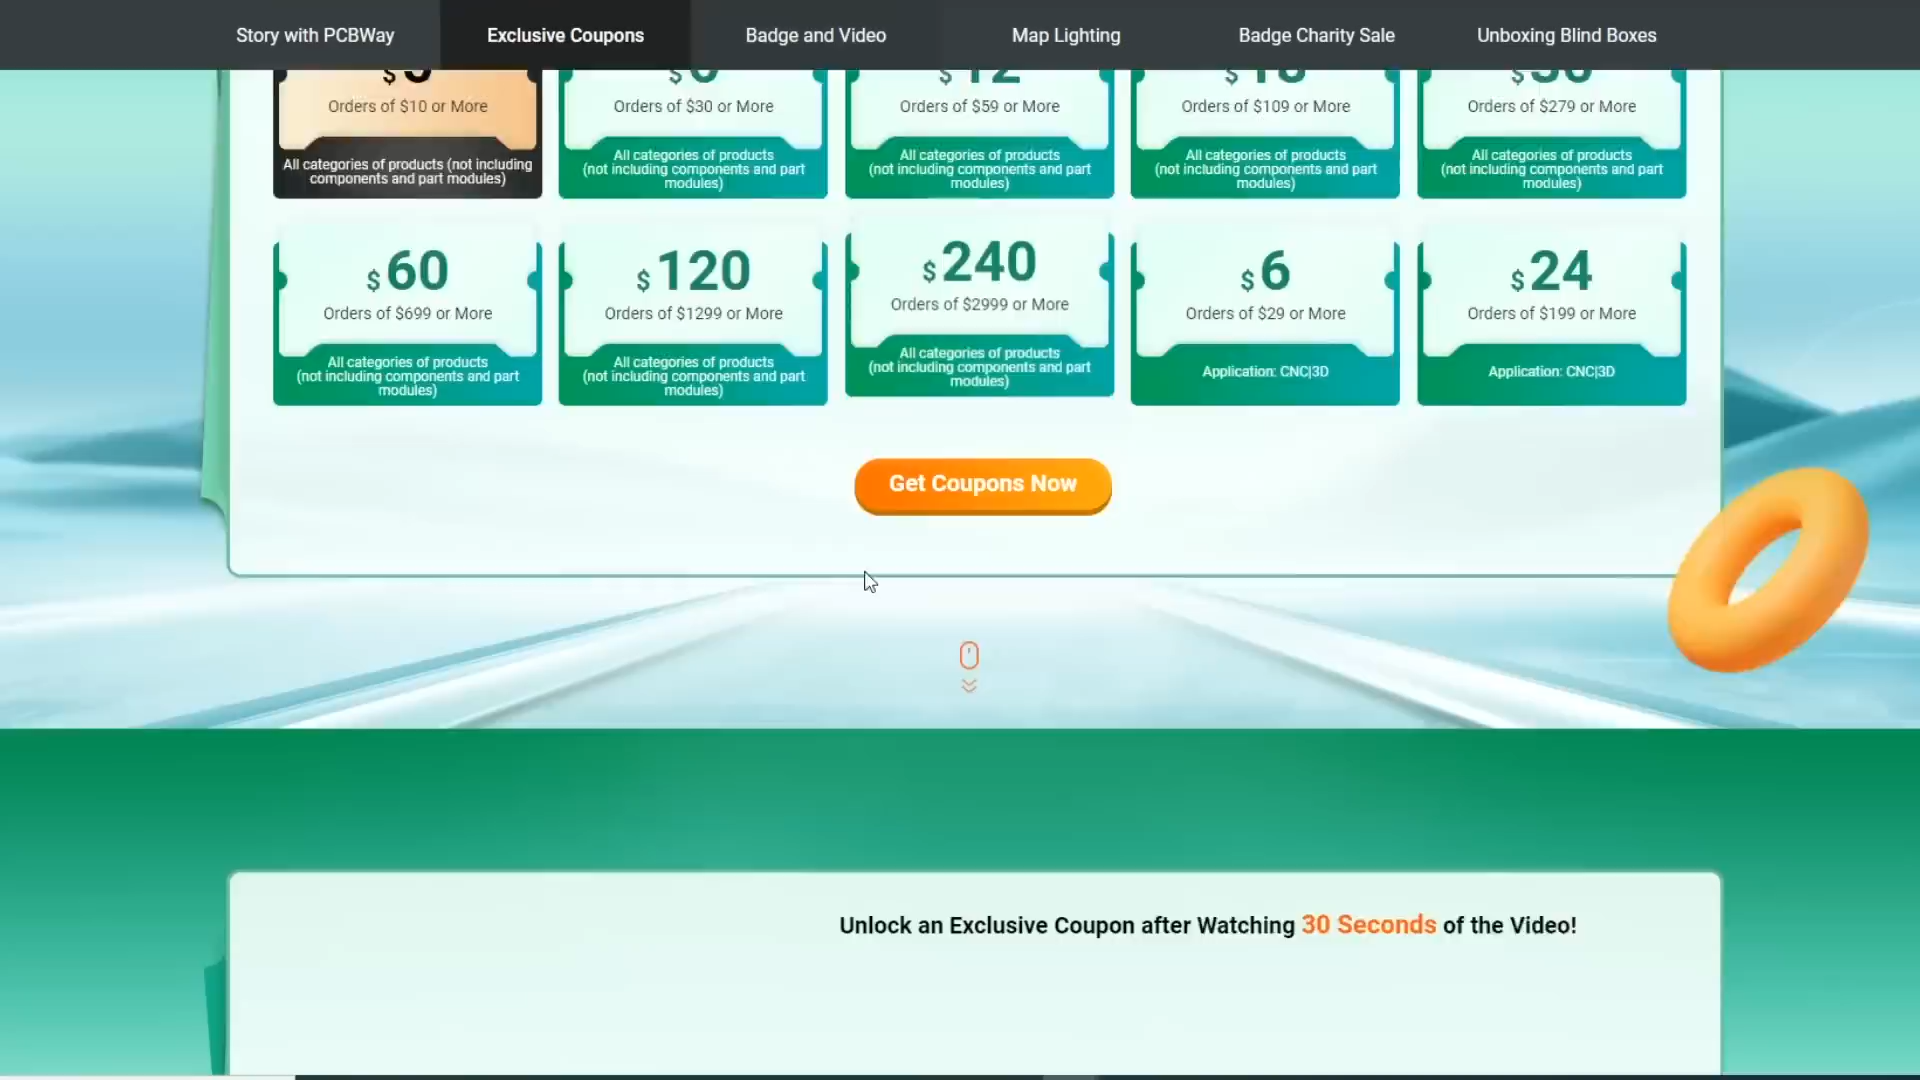 Story with PCBWay Exclusive Coupons Badge and Video Map Lighting Badge Charity Sale Unboxing Blind Boxes
Orders of $10 or More
All categories of products (not including
components and part modules)
Orders of $30 or More
All categories of products
(not including components and part
modules)
$12
Orders of $59 or More
All categories of products
(not including components and part
modules)
Orders of $109 or More
All categories of products
(not including components and part
modules)
Orders of $279 or More
All categories of products
(not including components and part
modules)
$60
Orders of $699 or More
All categories of products
(not including components and part
modules)
$120
Orders of $1299 or More
All categories of products
(not including components and part
modules)
$240
Orders of $2999 or More
All categories of products
(not including components and part
modules)
$6
Orders of $29 or More
Application: CNC|3D
$24
Orders of $199 or More
Application: CNC|3D
Get Coupons Now
Unlock an Exclusive Coupon after Watching 30 Seconds of the Video!